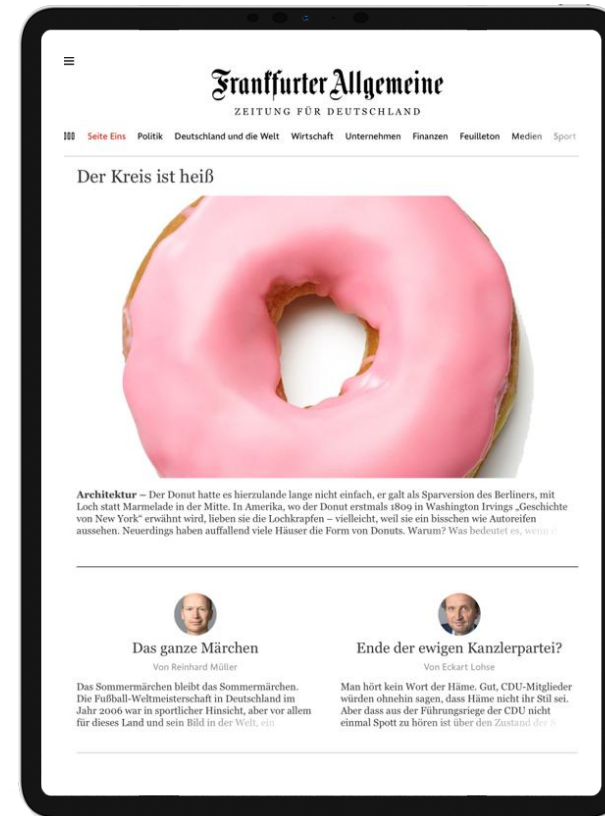 Frankfurter Allgemeine
ZEITUNG FÜR DEUTSCHLAND
Seite Eins Politik Deutschland und die Welt Wirtschaft Unternehmen Finanzen Feuilleton Medien Sport
Der Kreis ist heiß
Architektur – Der Donut hatte es hierzulande lange nicht einfach, er galt als Sparversion des Berliners, mit
Loch statt Marmelade in der Mitte. In Amerika, wo der Donut erstmals 1809 in Washington Irvings „Geschichte
von New York“ erwähnt wird, lieben sie die Lochkrapfen – vielleicht, weil sie ein bisschen wie Autoreifen
aussehen. Neuerdings haben auffallend viele Häuser die Form von Donuts. Warum? Was bedeutet es, wenn
Das ganze Märchen
Von Reinhard Müller
Das Sommermärchen bleibt das Sommermärchen.
Die Fußball-Weltmeisterschaft in Deutschland im
Jahr 2006 war in sportlicher Hinsicht, aber vor allem
für dieses Land und sein Bild in der Welt, ein
Ende der ewigen Kanzlerpartei?
Von Eckart Lohse
Man hört kein Wort der Häme. Gut, CDU-Mitglieder
würden ohnehin sagen, dass Häme nicht ihr Stil sei.
Aber dass aus der Führungsriege der CDU nicht
einmal Spott zu hören ist über den Zustand der